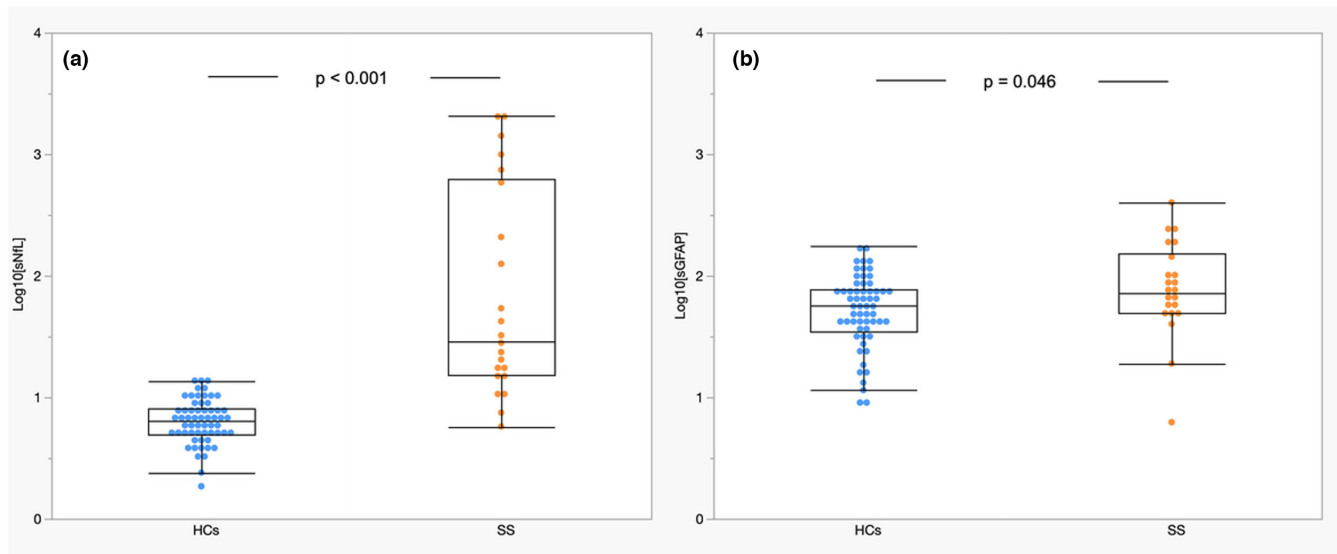 (a)
p < 0.001
4
3
2
1
0
Log10[sNfL]
HCs
SS
(b)
p = 0.046
4
3
2
1
0
Log10[sGFAP]
HCs
SS